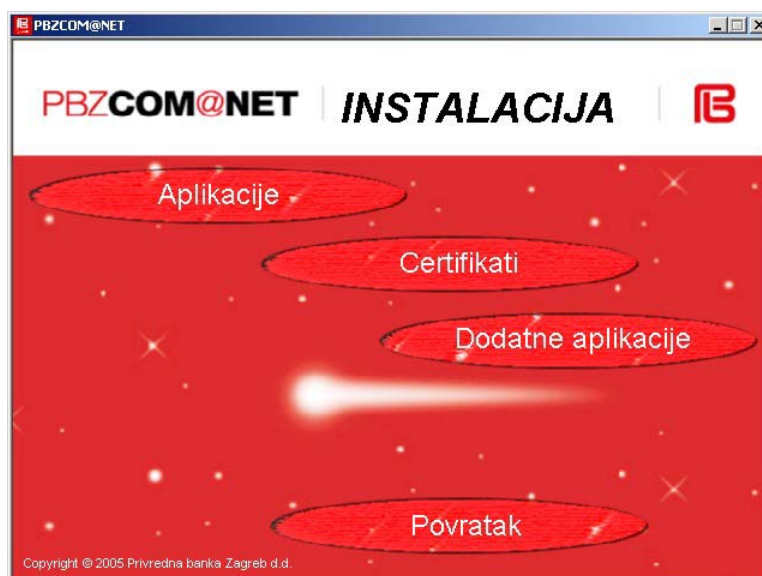 PBZCOM@NET
PBZCOM@NET INSTALACIJA
Aplikacije
Certifikati
Dodatne aplikacije
Povratak
Copyright © 2005 Privredna banka Zagreb d.d.